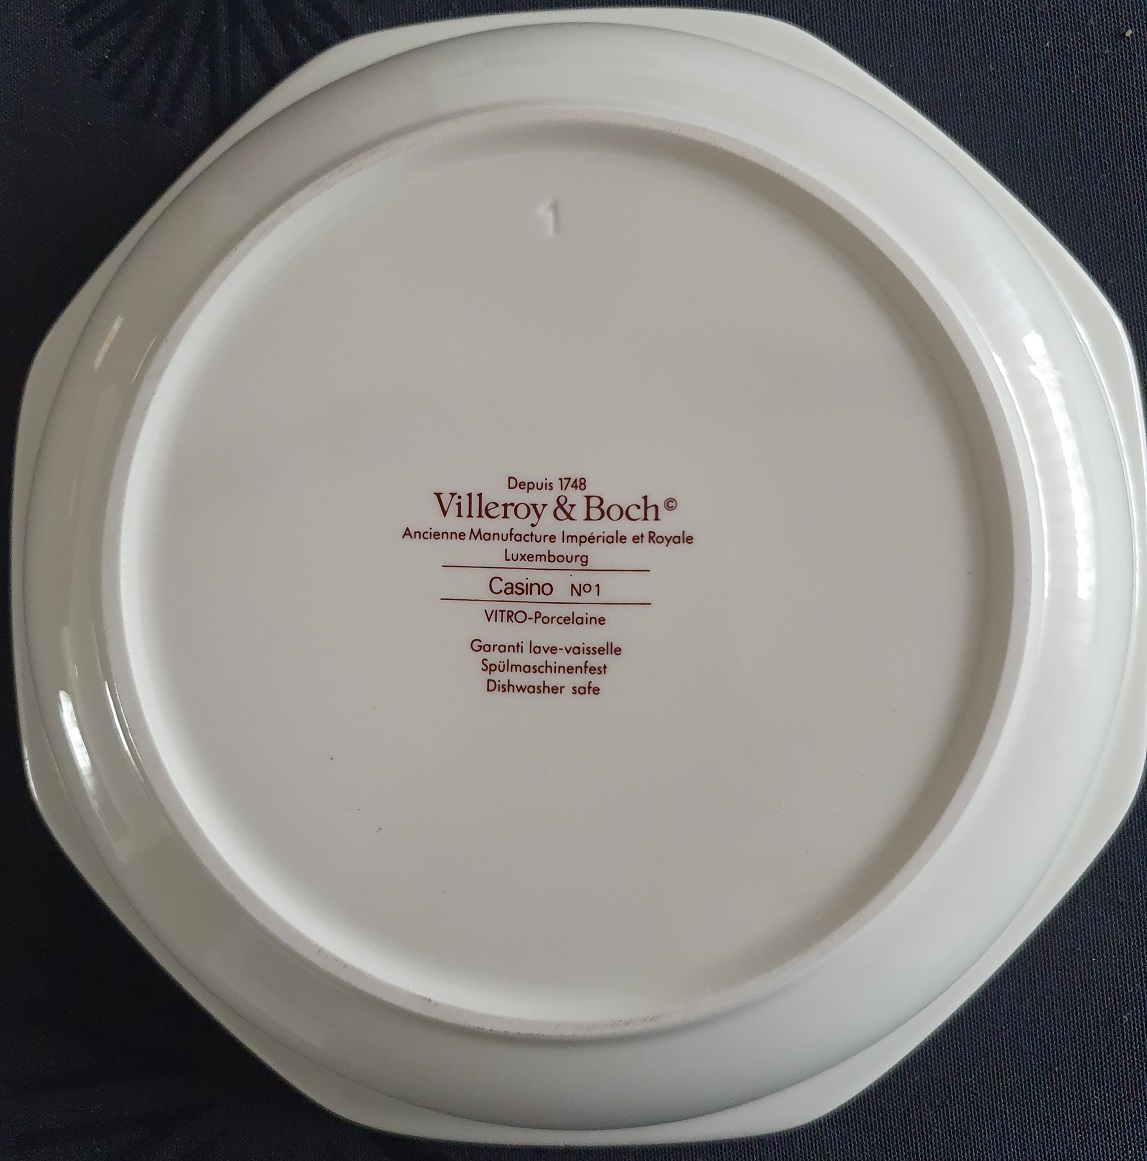 1
Depuis 1748
Villeroy & Boch©
Ancienne Manufacture Impériale et Royale
Luxembourg
Casino Nº1
VITRO-Porcelaine
Garanti lave-vaisselle
Spülmaschinenfest
Dishwasher safe